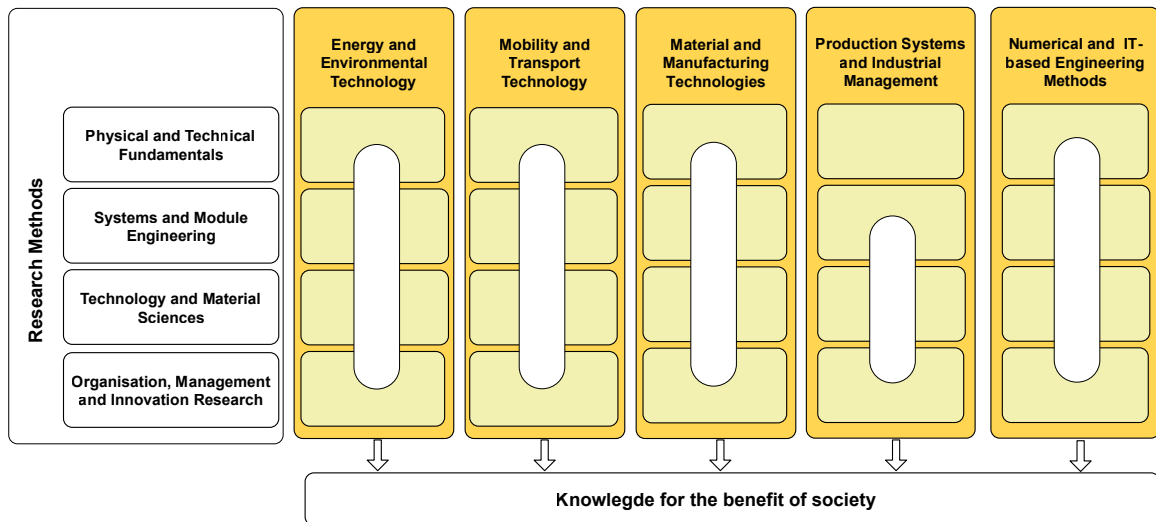 Energy and
Environmental
Technology
Mobility and
Transport
Technology
Material and
Manufacturing
Technologies
Production Systems
and Industrial
Management
Numerical and IT-
based Engineering
Methods
Research Methods
Physical and Technical
Fundamentals
Systems and Module
Engineering
Technology and Material
Sciences
Organisation, Management
and Innovation Research
Knowlegde for the benefit of society